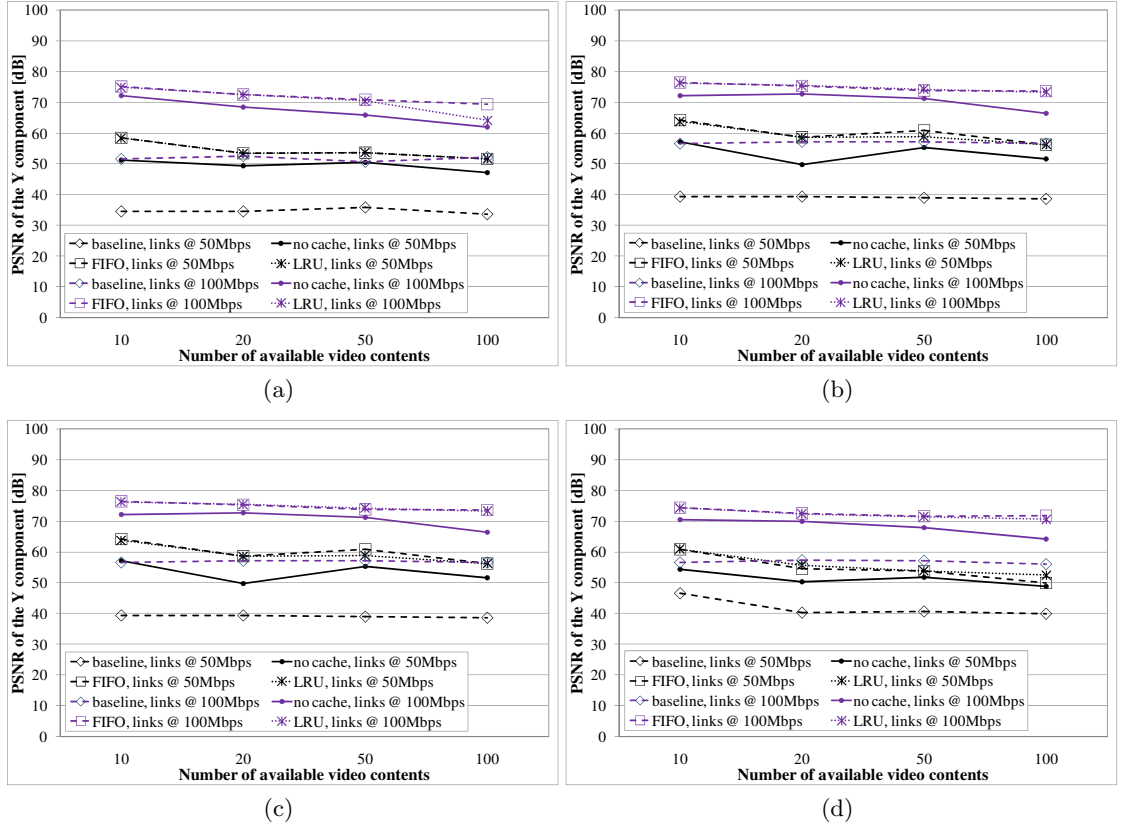 100
90
80
70
60
50
40
30
20
10
0
PSNR of the Y component [dB]
baseline, links @ 50Mbps
no cache, links @ 50Mbps
FIFO, links @ 50Mbps
LRU, links @ 50Mbps
baseline, links @ 100Mbps
no cache, links @ 100Mbps
FIFO, links @ 100Mbps
LRU, links @ 100Mbps
10 20 50 100
Number of available video contents
(a)
100
90
80
70
60
50
40
30
20
10
0
PSNR of the Y component [dB]
baseline, links @ 50Mbps
no cache, links @ 50Mbps
FIFO, links @ 50Mbps
LRU, links @ 50Mbps
baseline, links @ 100Mbps
no cache, links @ 100Mbps
FIFO, links @ 100Mbps
LRU, links @ 100Mbps
10 20 50 100
Number of available video contents
(b)
100
90
80
70
60
50
40
30
20
10
0
PSNR of the Y component [dB]
baseline, links @ 50Mbps
no cache, links @ 50Mbps
FIFO, links @ 50Mbps
LRU, links @ 50Mbps
baseline, links @ 100Mbps
no cache, links @ 100Mbps
FIFO, links @ 100Mbps
LRU, links @ 100Mbps
10 20 50 100
Number of available video contents
(c)
100
90
80
70
60
50
40
30
20
10
0
PSNR of the Y component [dB]
baseline, links @ 50Mbps
no cache, links @ 50Mbps
FIFO, links @ 50Mbps
LRU, links @ 50Mbps
baseline, links @ 100Mbps
no cache, links @ 100Mbps
FIFO, links @ 100Mbps
LRU, links @ 100Mbps
10 20 50 100
Number of available video contents
(d)